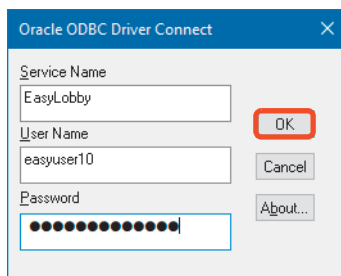 Oracle ODBC Driver Connect
Service Name
EasyLobby
OK
User Name
easyuser10
Cancel
Password
About...
●●●●●●●●●●●●●